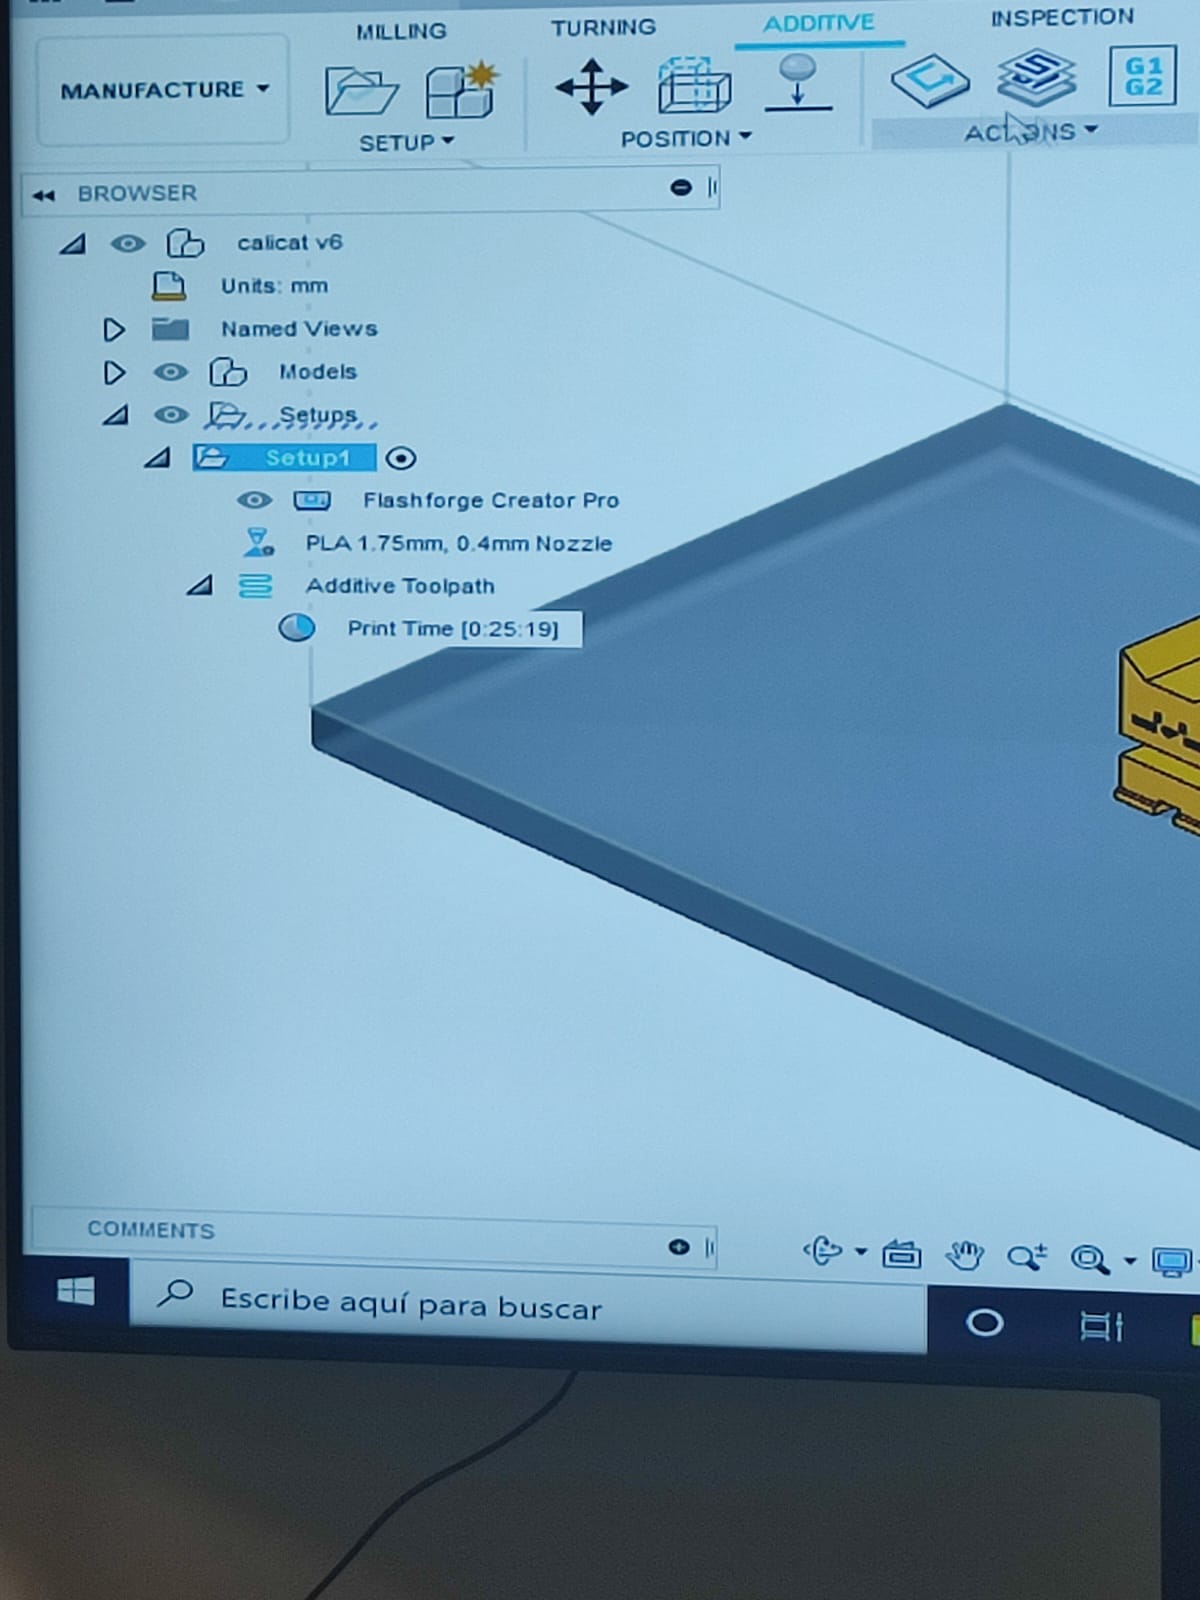 MILLING TURNING ADDITIVE INSPECTION
MANUFACTURE
G1
G2
SETUP POSITION
BROWSER
calicat v6
Units: mm
Named Views
Models
Setups
Setup1
Flashforge Creator Pro
PLA 1.75mm, 0.4mm Nozzle
Additive Toolpath
Print Time [0:25:19]
COMMENTS
Escribe aquí para buscar